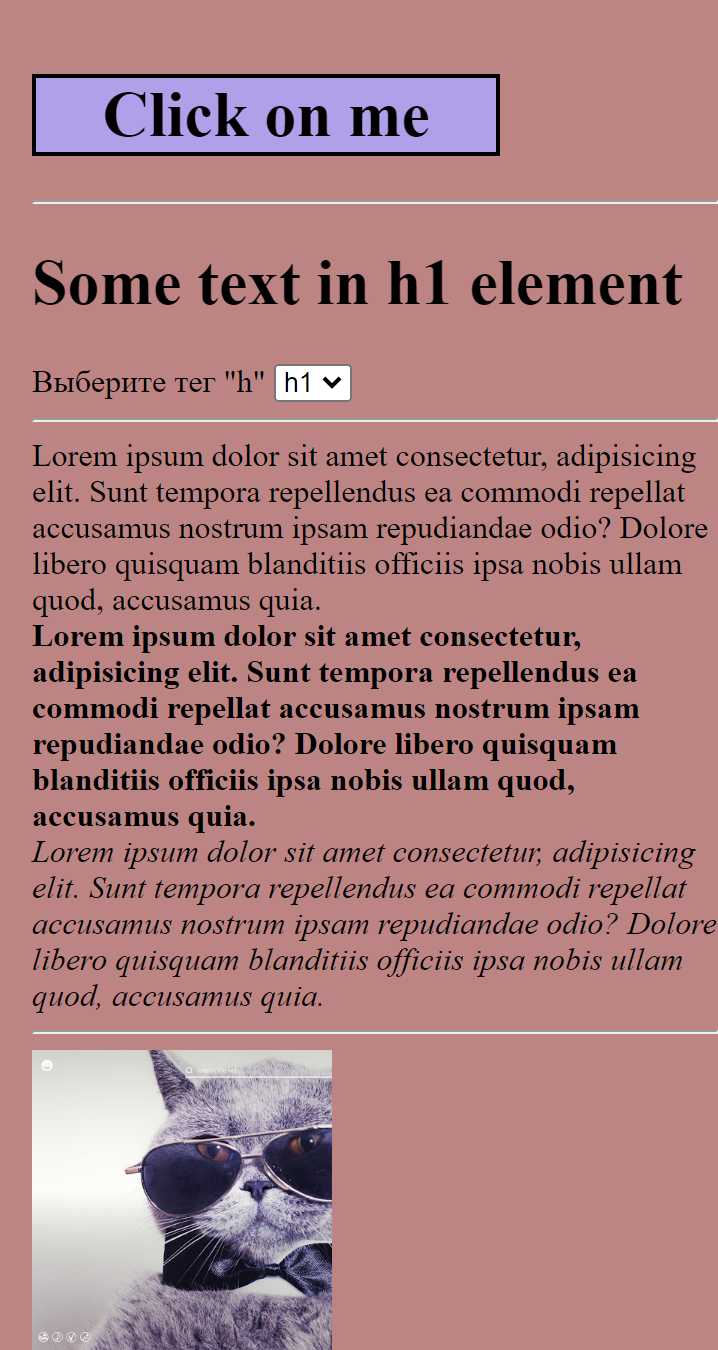 Click on me
Some text in h1 element
Выберите тег "h" h1
Lorem ipsum dolor sit amet consectetur, adipisicing
elit. Sunt tempora repellendus ea commodi repellat
accusamus nostrum ipsam repudiandae odio? Dolore
libero quisquam blanditiis officiis ipsa nobis ullam
quod, accusamus quia.
Lorem ipsum dolor sit amet consectetur,
adipisicing elit. Sunt tempora repellendus ea
commodi repellat accusamus nostrum ipsam
repudiandae odio? Dolore libero quisquam
blanditiis officiis ipsa nobis ullam quod,
accusamus quia.
Lorem ipsum dolor sit amet consectetur, adipisicing
elit. Sunt tempora repellendus ea commodi repellat
accusamus nostrum ipsam repudiandae odio? Dolore
libero quisquam blanditiis officiis ipsa nobis ullam
quod, accusamus quia.